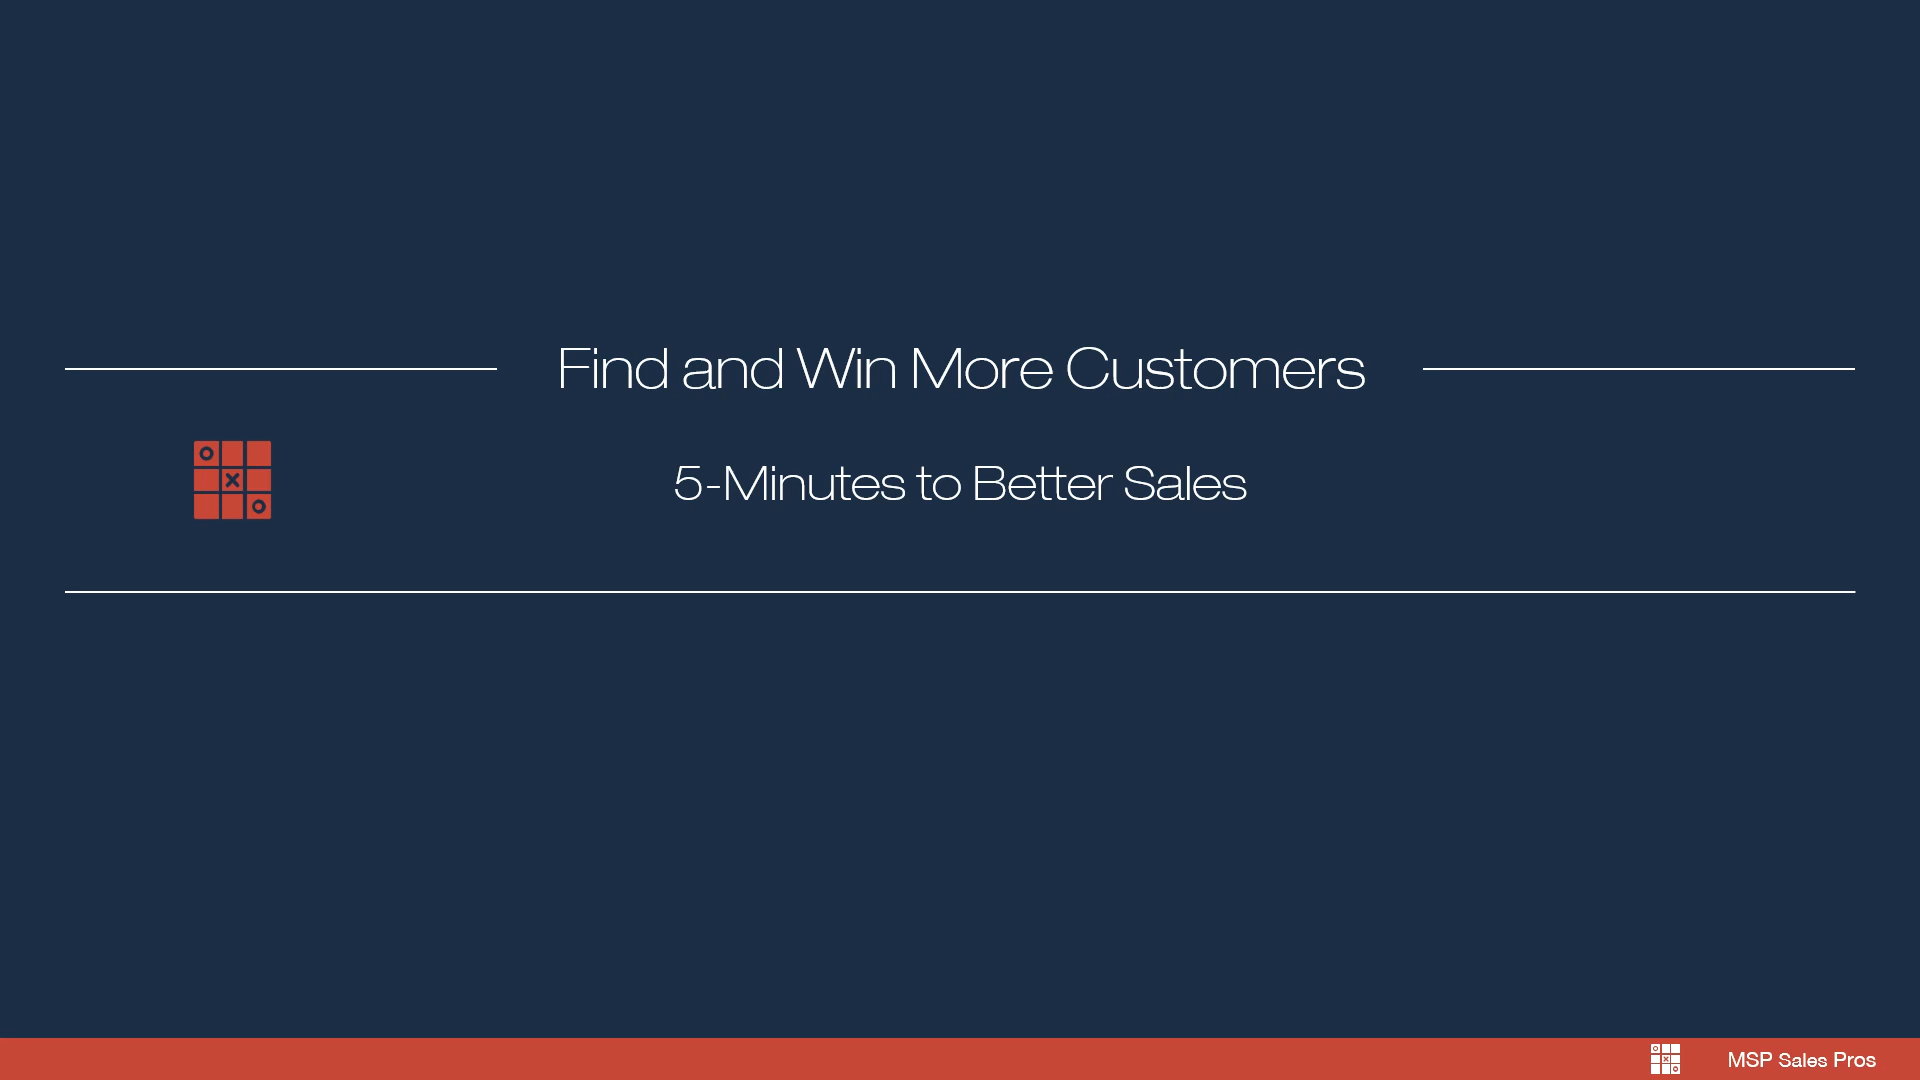 Find and Win More Customers
5-Minutes to Better Sales
MSP Sales Pros